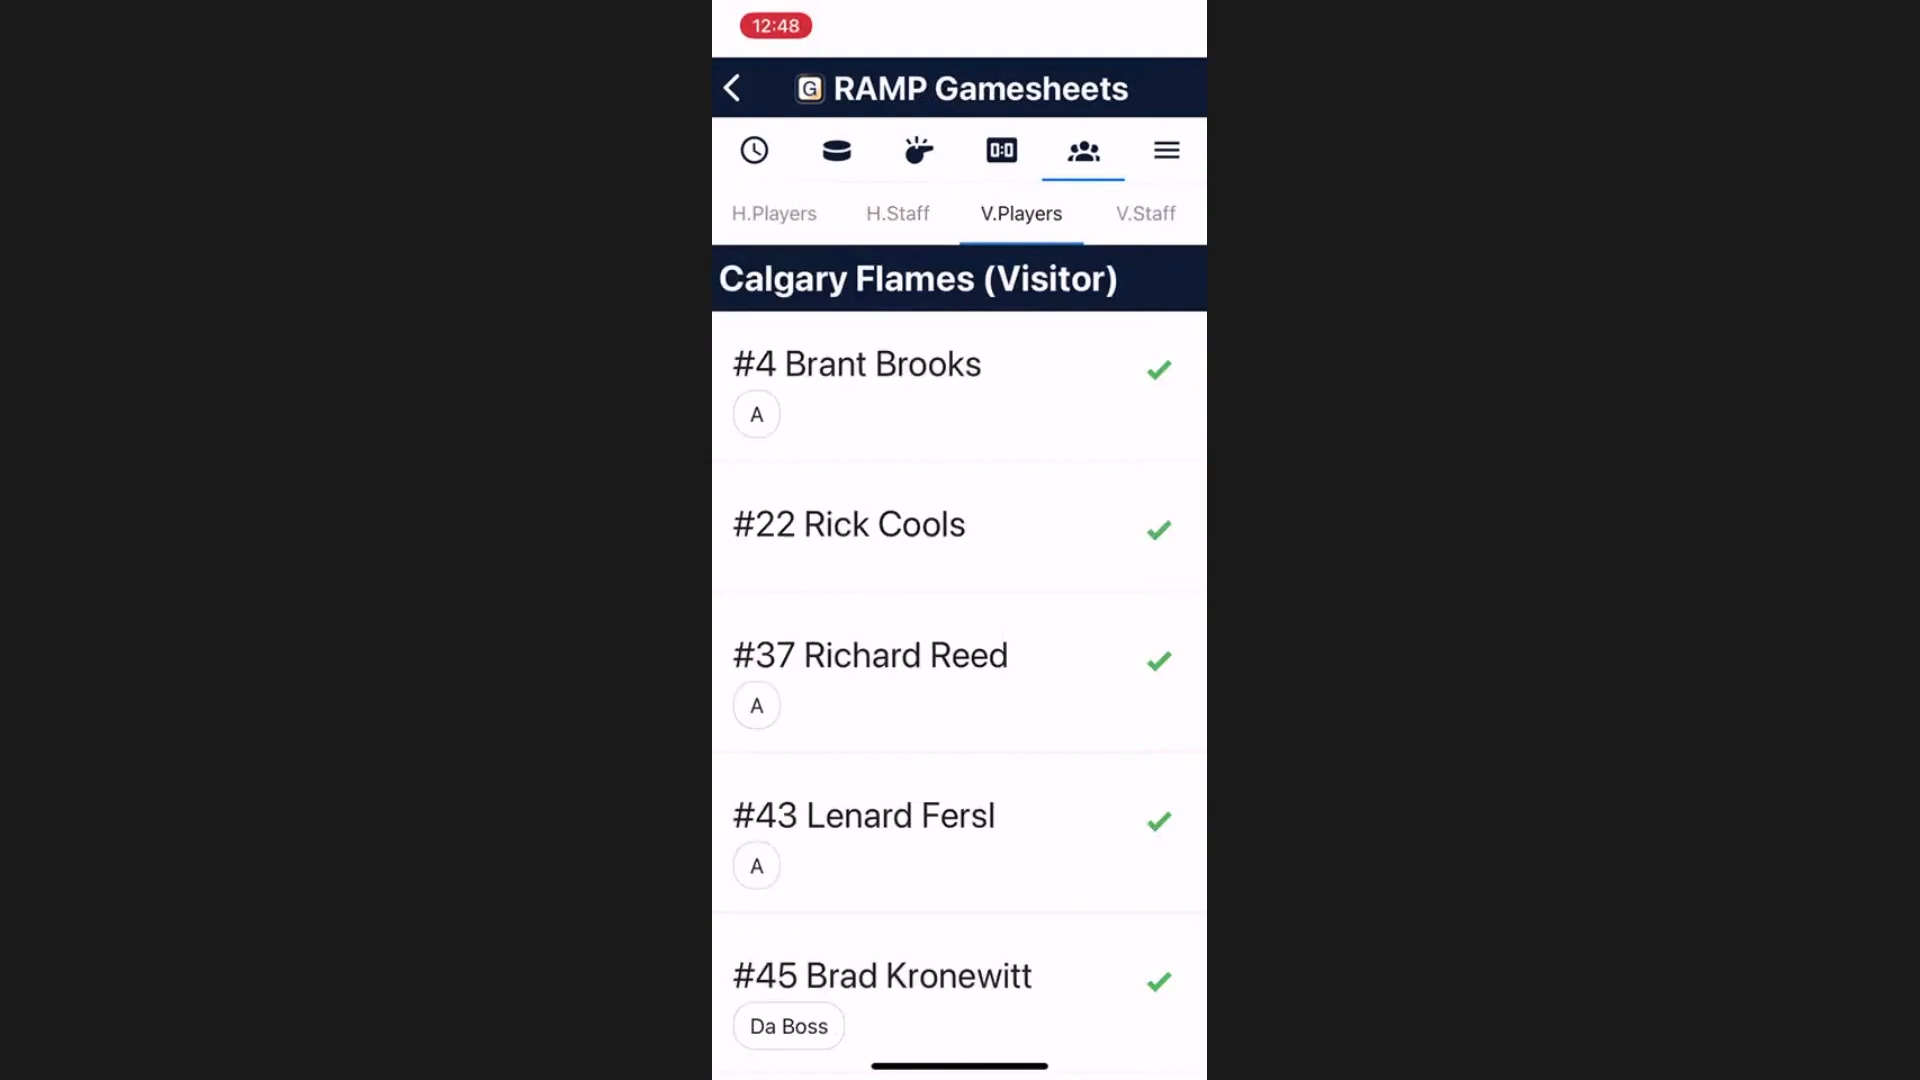 12:48
G RAMP Gamesheets
0:0
H.Players H.Staff V.Players V.Staff
Calgary Flames (Visitor)
#4 Brant Brooks
A
#22 Rick Cools
#37 Richard Reed
A
#43 Lenard Fersl
A
#45 Brad Kronewitt
Da Boss